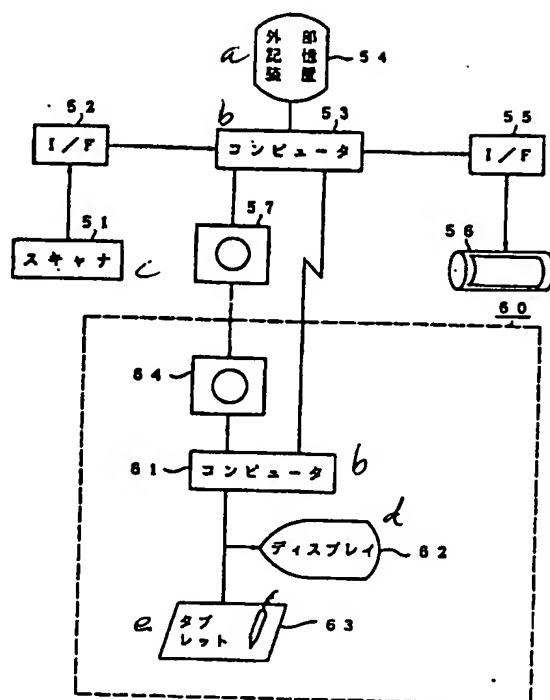 a
外部
記憶
装置
54
52
I/F
b
53
コンピュータ
55
I/F
51
スキャナ
c
57
56
60
64
61
コンピュータ
b
d
ディスプレイ
62
e
タブ
レット
63